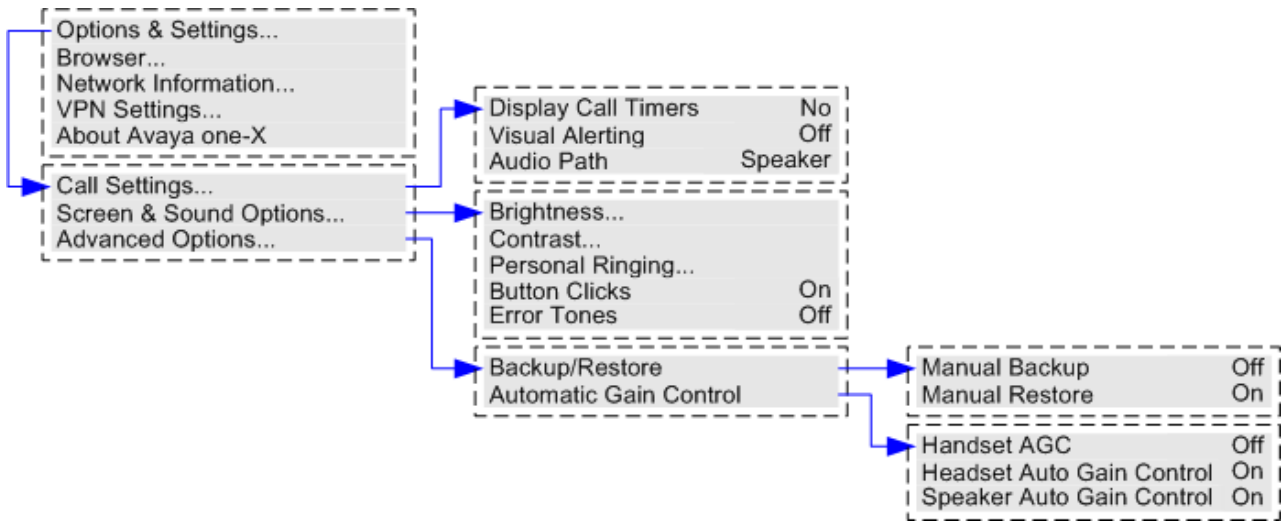 Options & Settings...
Browser...
Network Information...
VPN Settings...
About Avaya one-X
Call Settings...
Screen & Sound Options...
Advanced Options...
Display Call Timers No
Visual Alerting Off
Audio Path Speaker
Brightness...
Contrast...
Personal Ringing...
Button Clicks On
Error Tones Off
Backup/Restore
Automatic Gain Control
Manual Backup Off
Manual Restore On
Handset AGC Off
Headset Auto Gain Control On
Speaker Auto Gain Control On